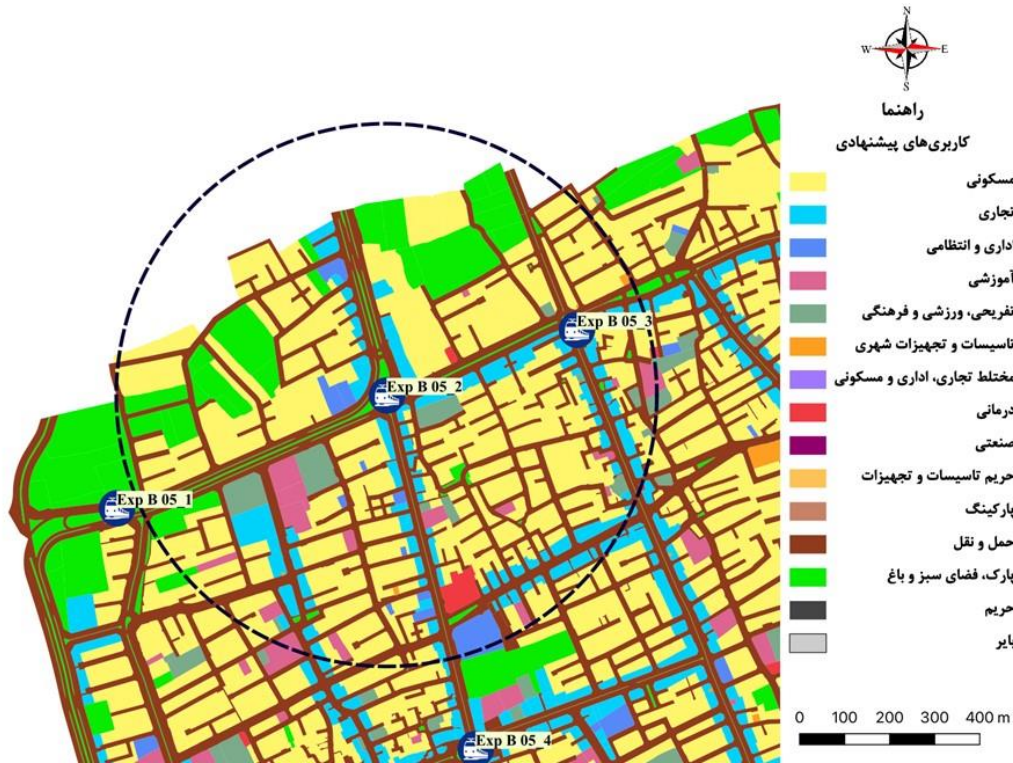 N
W E
S
راهنما
کاربری‌های پیشنهادی
مسکونی
تجاری
اداری و انتظامی
آموزشی
تفریحی، ورزشی و فرهنگی
تاسیسات و تجهیزات شهری
مختلط تجاری، اداری و مسکونی
درمانی
صنعتی
حریم تاسیسات و تجهیزات
پارکینگ
حمل و نقل
پارک، فضای سبز و باغ
حریم
بایر
0 100 200 300 400 m
Exp B 05_3
Exp B 05_2
Exp B 05_1
Exp B 05_4